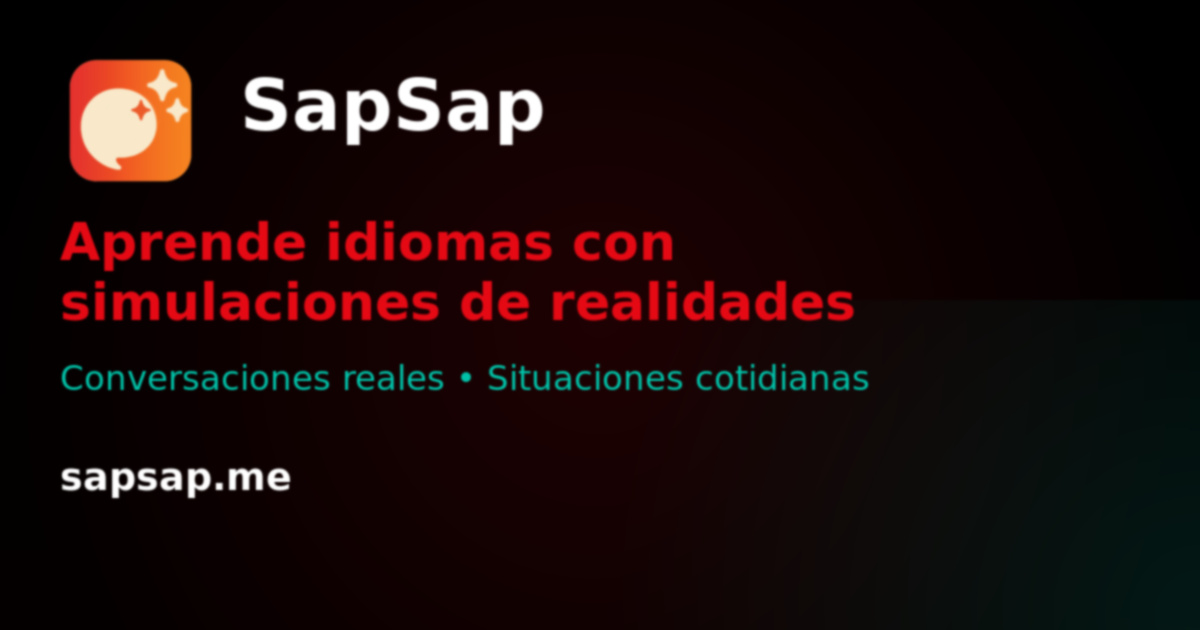 SapSap
Aprende idiomas con
simulaciones de realidades
Conversaciones reales • Situaciones cotidianas
sapsap.me